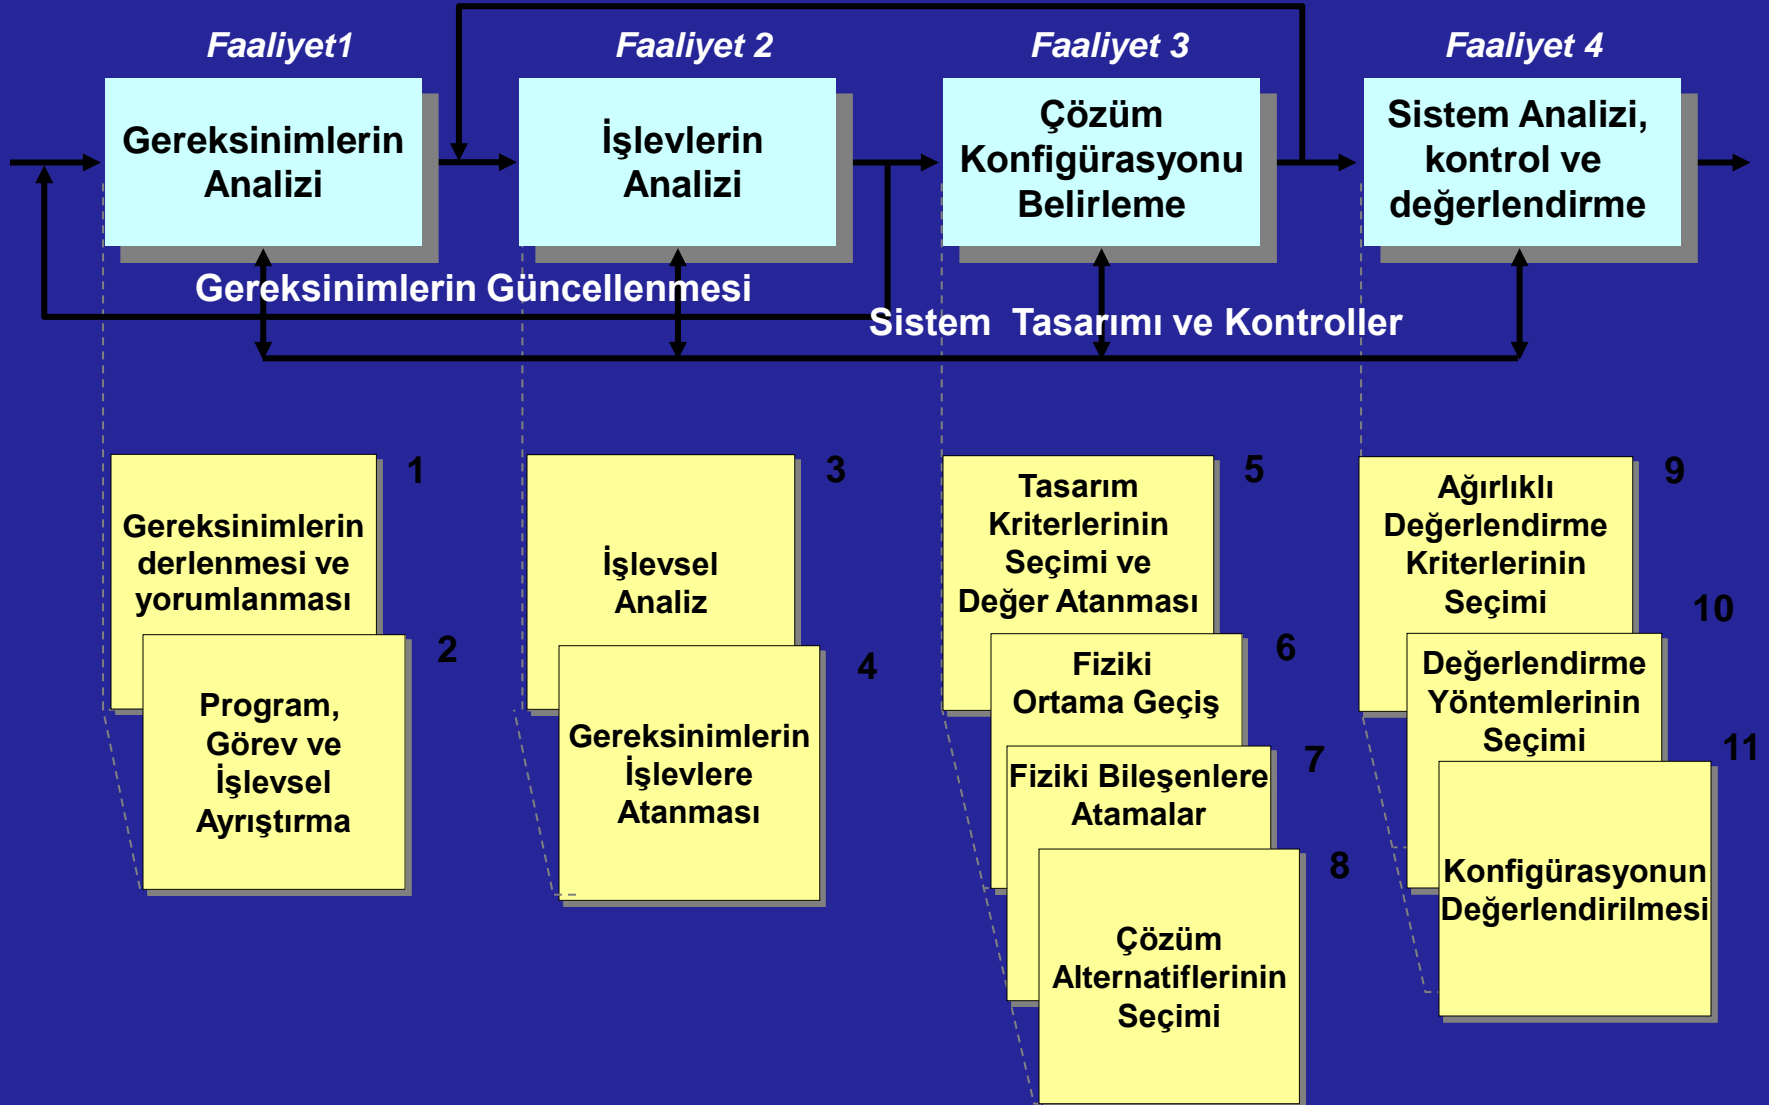 Faaliyet1
Faaliyet 2
Faaliyet 3
Faaliyet 4
Gereksinimlerin
Analizi
İşlevlerin
Analizi
Çözüm
Konfigürasyonu
Belirleme
Sistem Analizi,
kontrol ve
değerlendirme
Gereksinimlerin Güncellenmesi
Sistem Tasarımı ve Kontroller
1
Gereksinimlerin
derlenmesi ve
yorumlanması
2
Program,
Görev ve
İşlevsel
Ayrıştırma
3
İşlevsel
Analiz
4
Gereksinimlerin
İşlevlere
Atanması
5
Tasarım
Kriterlerinin
Seçimi ve
Değer Atanması
6
Fiziki
Ortama Geçiş
7
Fiziki Bileşenlere
Atamalar
8
Çözüm
Alternatiflerinin
Seçimi
9
Ağırlıklı
Değerlendirme
Kriterlerinin
Seçimi
10
Değerlendirme
Yöntemlerinin
Seçimi
11
Konfigürasyonun
Değerlendirilmesi